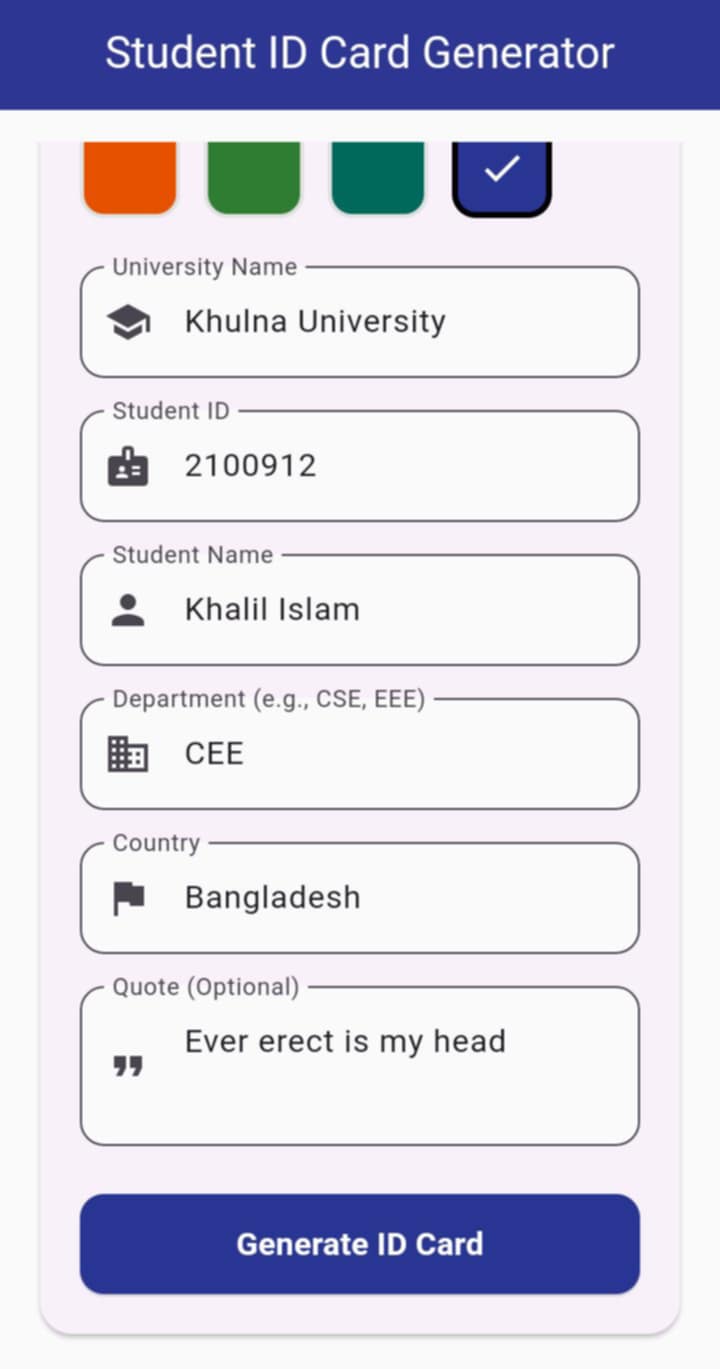 Student ID Card Generator
University Name
Khulna University
Student ID
2100912
Student Name
Khalil Islam
Department (e.g., CSE, EEE)
CEE
Country
Bangladesh
Quote (Optional)
Ever erect is my head
Generate ID Card